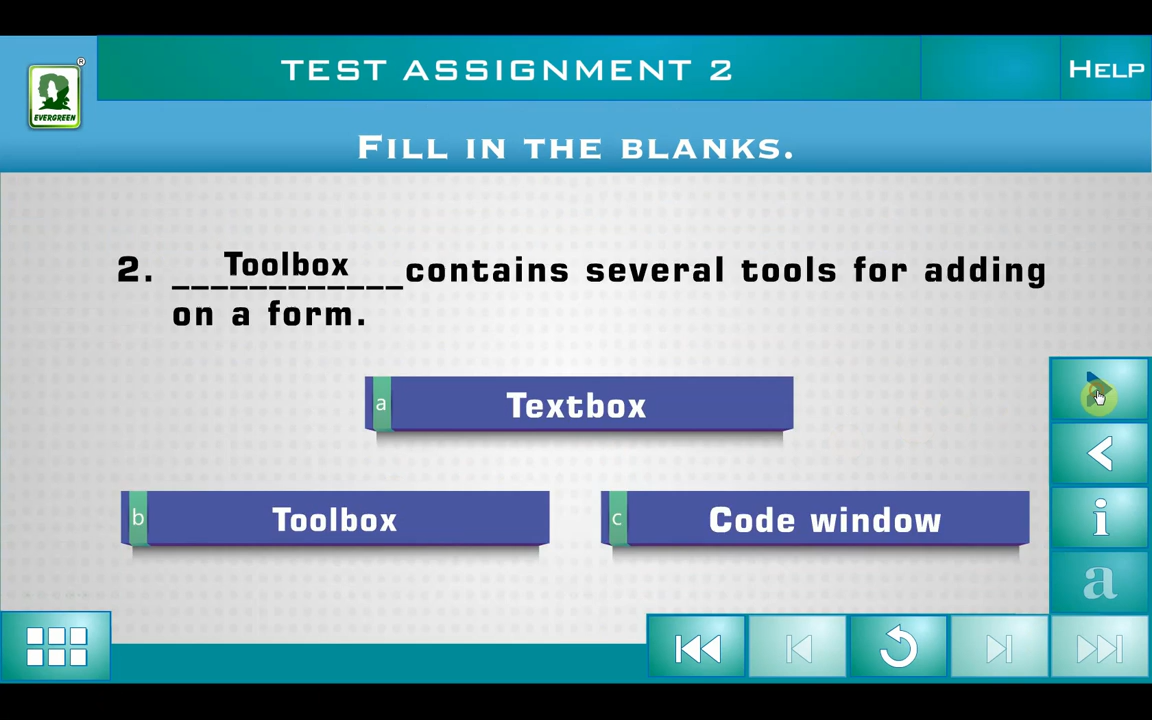 ®
EVERGREEN
TEST ASSIGNMENT 2
HELP
FILL IN THE BLANKS.
2. Toolbox contains several tools for adding
on a form.
a Textbox
b Toolbox
c Code window
i
a